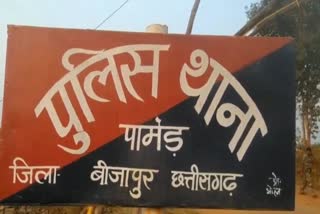 पुलिस थाना
पामेड़
जिला- बीजापुर छत्तीसगढ़